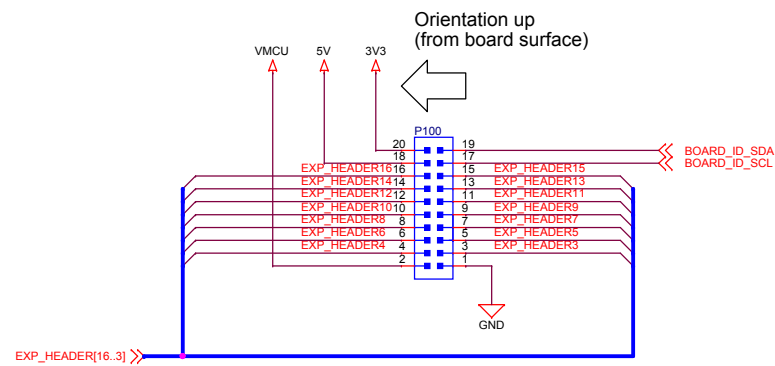 Orientation up
(from board surface)
VMCU 5V 3V3
P100
20 19 BOARD_ID_SDA
18 17 BOARD_ID_SCL
EXP_HEADER16 16 15 EXP_HEADER15
EXP_HEADER14 14 13 EXP_HEADER13
EXP_HEADER12 12 11 EXP_HEADER11
EXP_HEADER10 10 9 EXP_HEADER9
EXP_HEADER8 8 7 EXP_HEADER7
EXP_HEADER6 6 5 EXP_HEADER5
EXP_HEADER4 4 3 EXP_HEADER3
2 1
GND
EXP_HEADER[16..3]